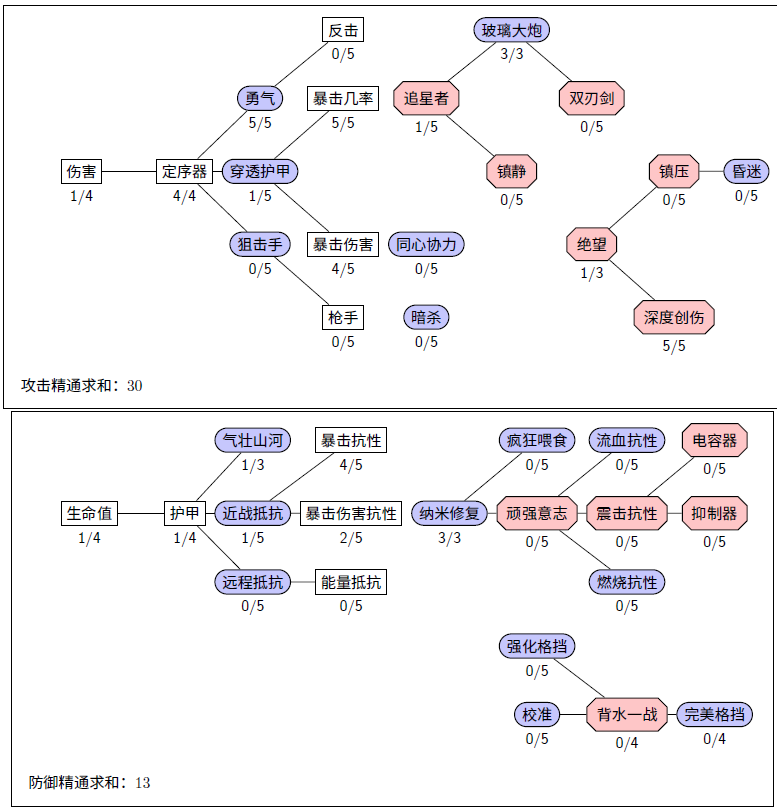 反击
0/5
玻璃大炮
3/3
勇气
5/5
暴击几率
5/5
追星者
1/5
双刃剑
0/5
伤害
1/4
定序器
4/4
穿透护甲
1/5
镇静
0/5
镇压
0/5
昏迷
0/5
狙击手
0/5
暴击伤害
4/5
同心协力
0/5
绝望
1/3
枪手
0/5
暗杀
0/5
深度创伤
5/5
攻击精通求和：30
气壮山河
1/3
暴击抗性
4/5
疯狂喂食
0/5
流血抗性
0/5
电容器
0/5
生命值
1/4
护甲
1/4
近战抵抗
1/5
暴击伤害抗性
2/5
纳米修复
3/3
顽强意志
0/5
震击抗性
0/5
抑制器
0/5
远程抵抗
0/5
能量抵抗
0/5
燃烧抗性
0/5
强化格挡
0/5
校准
0/5
背水一战
0/4
完美格挡
0/4
防御精通求和：13